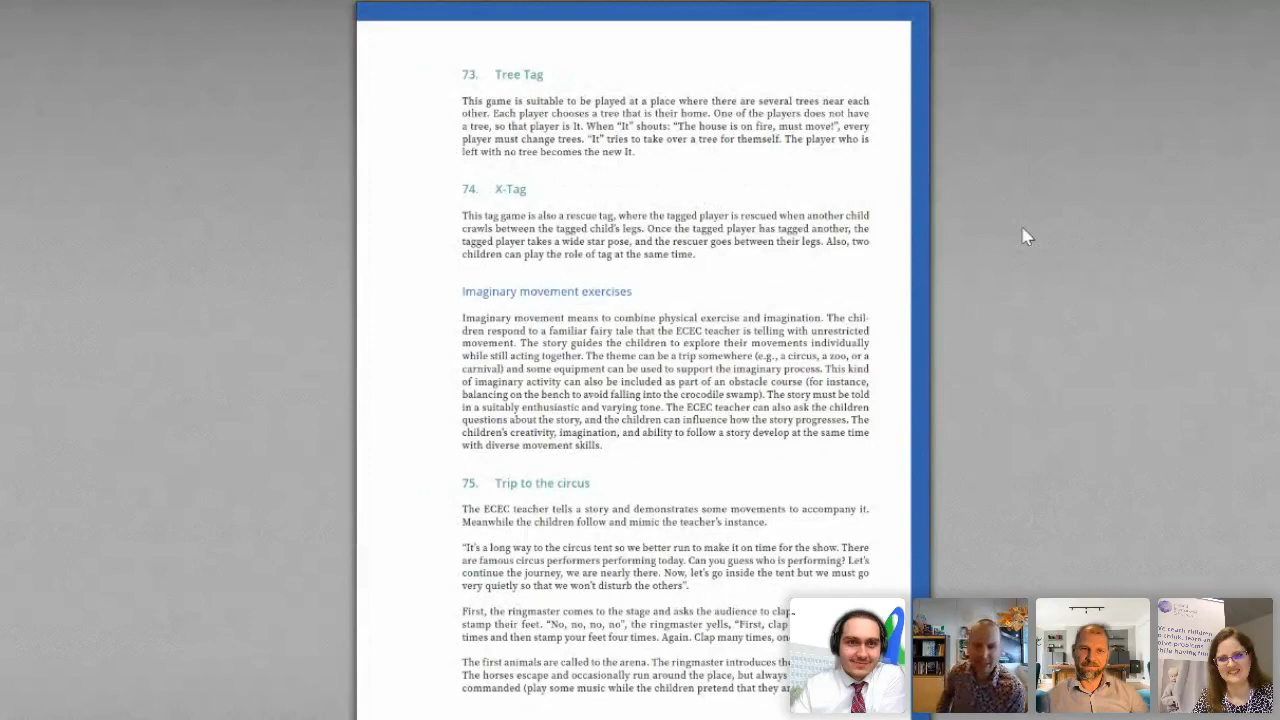 73. Tree Tag
This game is suitable to be played at a place where there are several trees near each
other. Each player chooses a tree that is their home. One of the players does not have
a tree, so that player is It. When “It” shouts: “The house is on fire, must move!”, every
player must change trees. “It” tries to take over a tree for themself. The player who is
left with no tree becomes the new It.
74. X-Tag
This tag game is also a rescue tag, where the tagged player is rescued when another child
crawls between the tagged child’s legs. Once the tagged player has tagged another, the
tagged player takes a wide star pose, and the rescuer goes between their legs. Also, two
children can play the role of tag at the same time.
Imaginary movement exercises
Imaginary movement means to combine physical exercise and imagination. The chil-
dren respond to a familiar fairy tale that the ECEC teacher is telling with unrestricted
movement. The story guides the children to explore their movements individually
while still acting together. The theme can be a trip somewhere (e.g., a circus, a zoo, or a
carnival) and some equipment can be used to support the imaginary process. This kind
of imaginary activity can also be included as part of an obstacle course (for instance,
balancing on the bench to avoid falling into the crocodile swamp). The story must be told
in a suitably enthusiastic and varying tone. The ECEC teacher can also ask the children
questions about the story, and the children can influence how the story progresses. The
children’s creativity, imagination, and ability to follow a story develop at the same time
with diverse movement skills.
75. Trip to the circus
The ECEC teacher tells a story and demonstrates some movements to accompany it.
Meanwhile the children follow and mimic the teacher’s instance.
“It’s a long way to the circus tent so we better run to make it on time for the show. There
are famous circus performers performing today. Can you guess who is performing? Let’s
continue the journey, we are nearly there. Now, let’s go inside the tent but we must go
very quietly so that we won’t disturb the others”.
First, the ringmaster comes to the stage and asks the audience to clap
stamp their feet. “No, no, no, no”, the ringmaster yells, “First, clap
times and then stamp your feet four times. Again. Clap many times,
The first animals are called to the arena. The ringmaster introduces
The horses escape and occasionally run around the place, but always
commanded (play some music while the children pretend that they